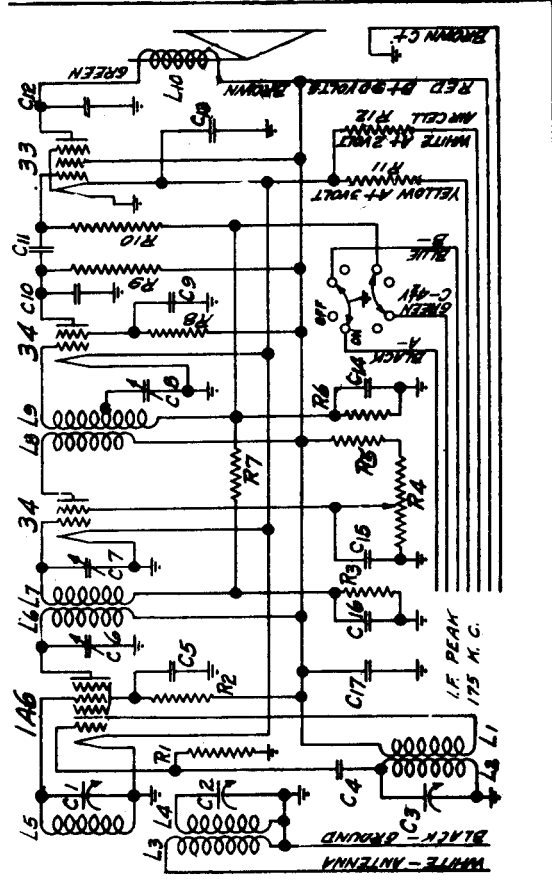 BROWN C+
RED B+ 90 VOLTS
BROWN
GREEN
L10
C12
C13
33
R12
AIR CELL
WHITE A+ 2 VOLT
R11
YELLOW A+ 3 VOLT
C11
R10
R9
BLUE
B-
C10
C9
R8
34
OFF
ON
C-4½V
GREEN
A-
BLACK
C8
C14
R6
L9
L8
R7
R5
R4
34
C7
C15
R3
L7
L6
C6
C16
C5
R2
C17
I.F. PEAK
175 K.C.
1A6
R1
C4
L1
L2
L5
C1
C2
C3
L4
L3
BLACK - GROUND
WHITE - ANTENNA